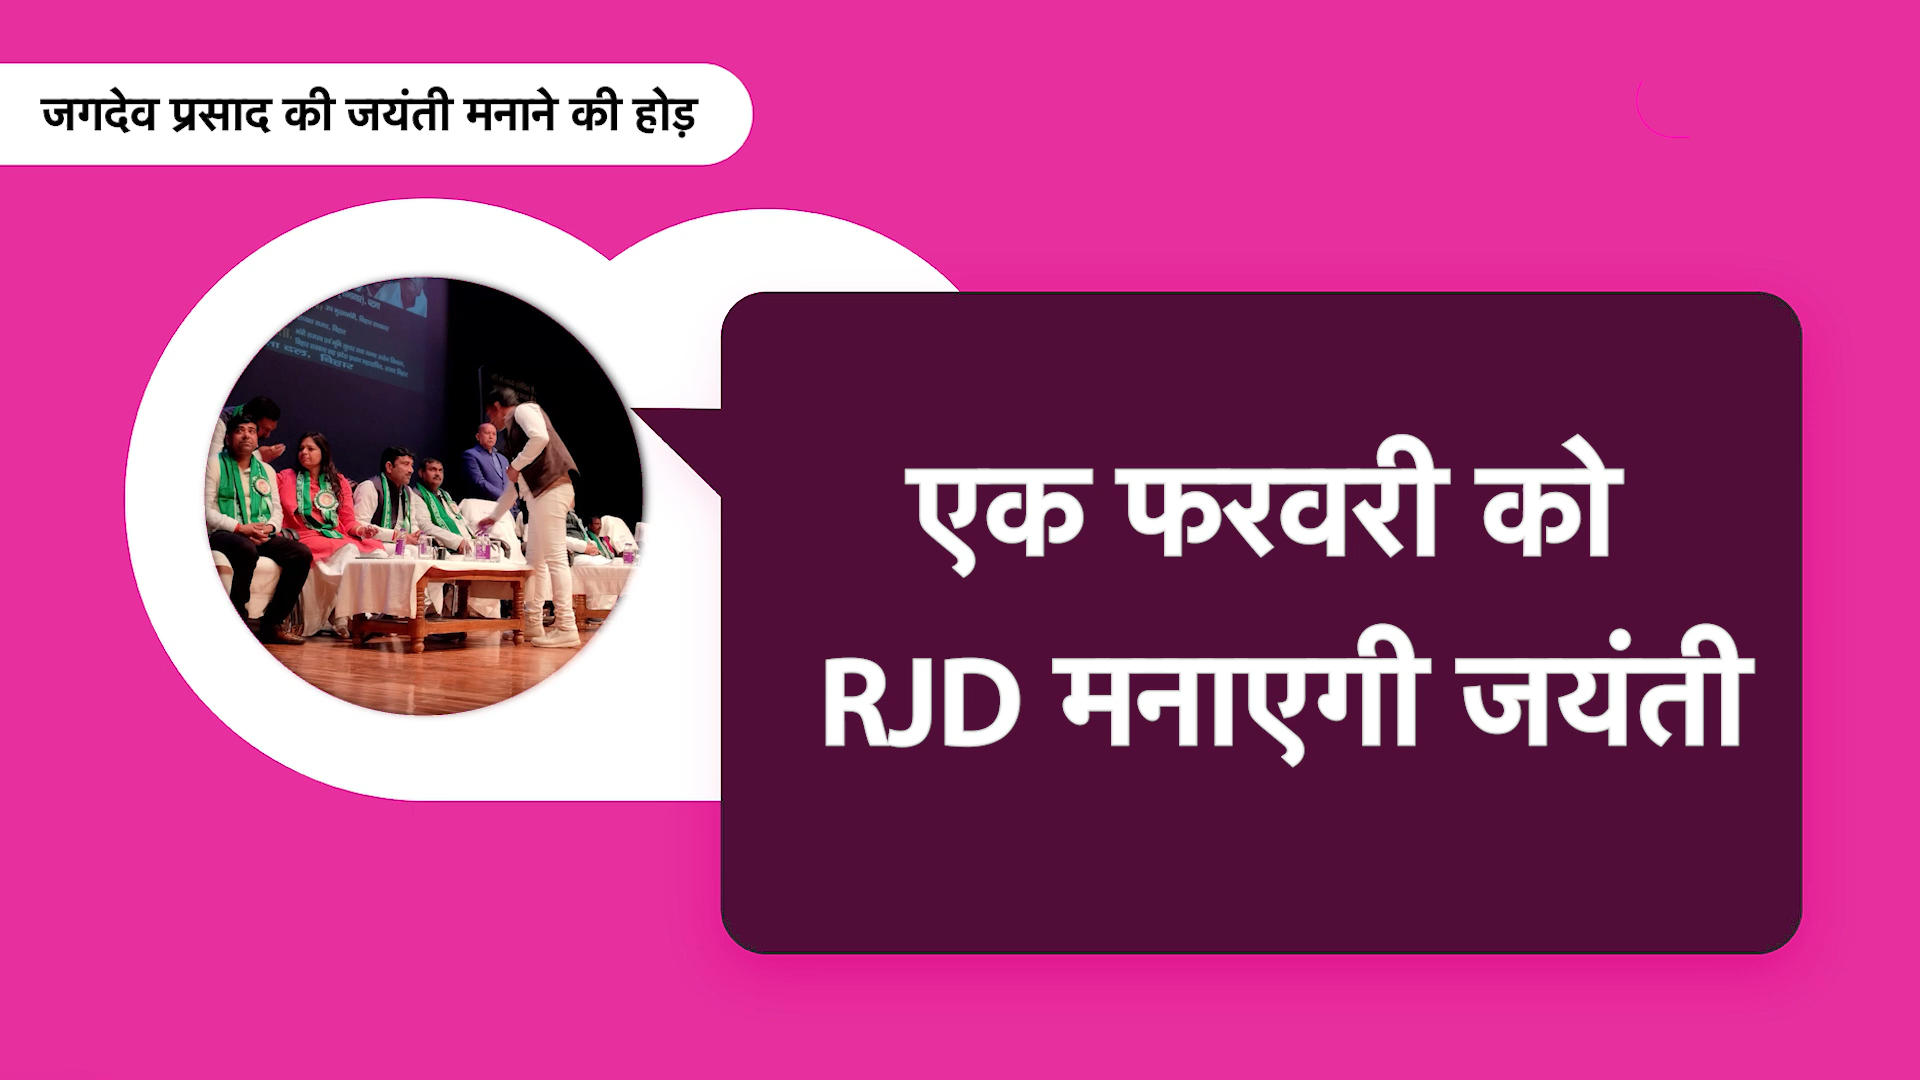 जगदेव प्रसाद की जयंती मनाने की होड़
एक फरवरी को
RJD मनाएगी जयंती
बिहार